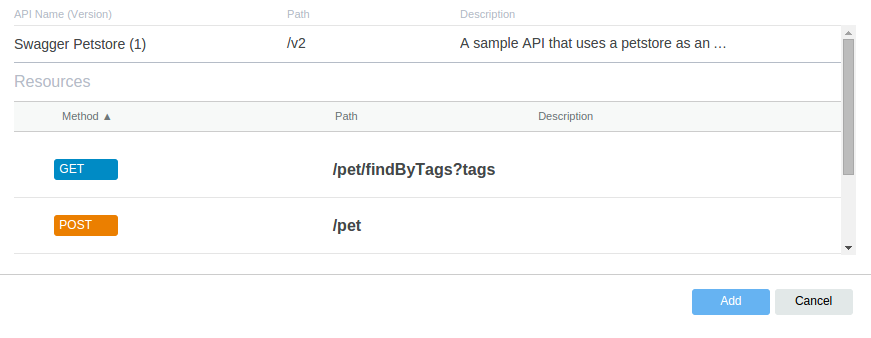 API Name (Version) Path Description
Swagger Petstore (1) /v2 A sample API that uses a petstore as an …
Resources
Method ▲ Path Description
GET /pet/findByTags?tags
POST /pet
Add Cancel